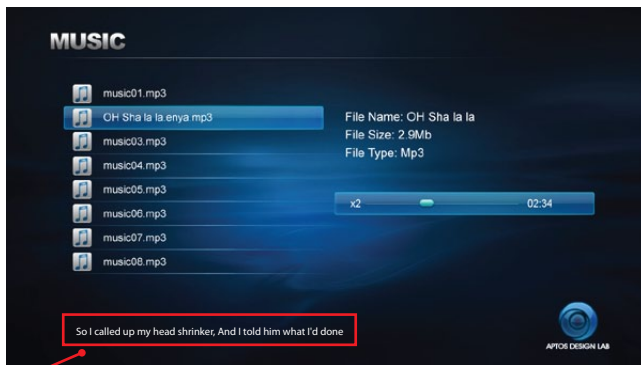 MUSIC
music01.mp3
OH Sha la la.enya mp3
music03.mp3
music04.mp3
music05.mp3
music06.mp3
music07.mp3
music08.mp3
File Name: OH Sha la la
File Size: 2.9Mb
File Type: Mp3
x2 02:34
So I called up my head shrinker, And I told him what I'd done
APTOS DESIGN LAB